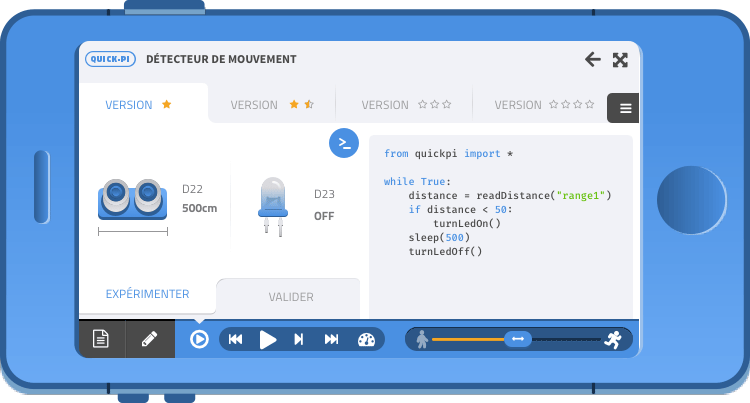 QUICK-PI DÉTECTEUR DE MOUVEMENT
VERSION VERSION VERSION VERSION
from quickpi import *
while True:
distance = readDistance("range1")
if distance < 50:
turnLedOn()
sleep(500)
turnLedOff()
D22
500cm
D23
OFF
EXPÉRIMENTER VALIDER